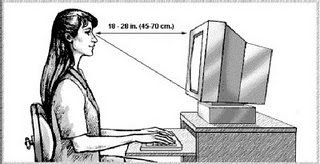 18 - 28 in. (45-70 cm.)